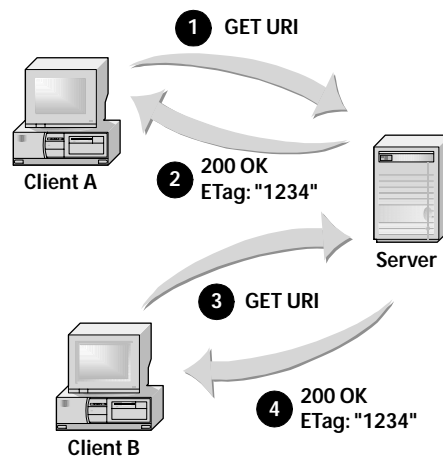 1 GET URI
2 200 OK
ETag: "1234"
Client A
Server
3 GET URI
4 200 OK
ETag: "1234"
Client B